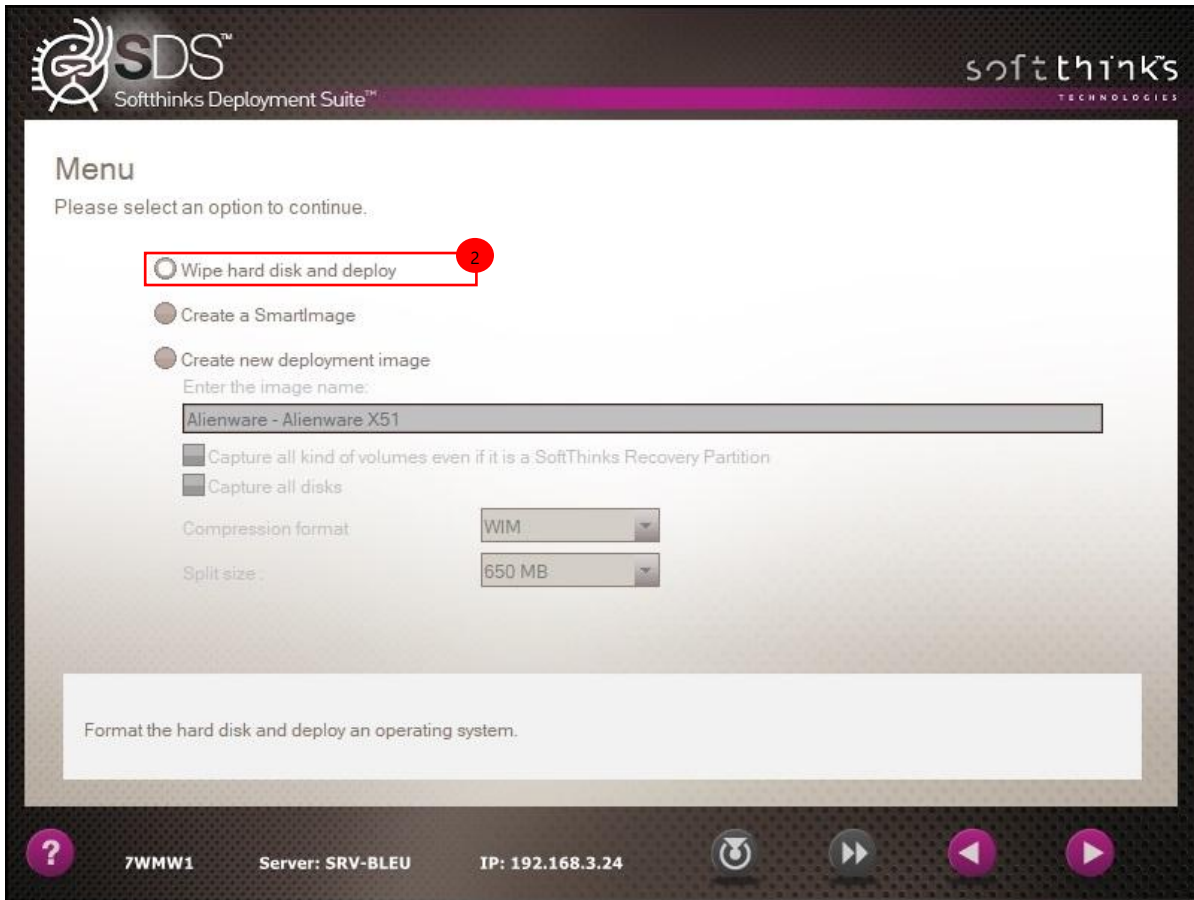 SDS™
Softthinks Deployment Suite™
softthinks
TECHNOLOGIES
Menu
Please select an option to continue.
Wipe hard disk and deploy
2
Create a SmartImage
Create new deployment image
Enter the image name:
Alienware - Alienware X51
Capture all kind of volumes even if it is a SoftThinks Recovery Partition
Capture all disks
Compression format
WIM
Split size :
650 MB
Format the hard disk and deploy an operating system.
?
7WMW1
Server: SRV-BLEU
IP: 192.168.3.24